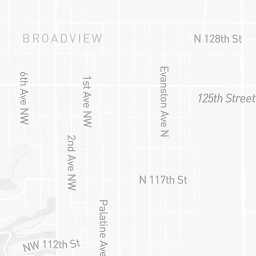 BROADVIEW
N 128th St
6th Ave NW
1st Ave NW
Evanston Ave N
125th Street
2nd Ave NW
N 117th St
Palatine Ave
NW 112th St